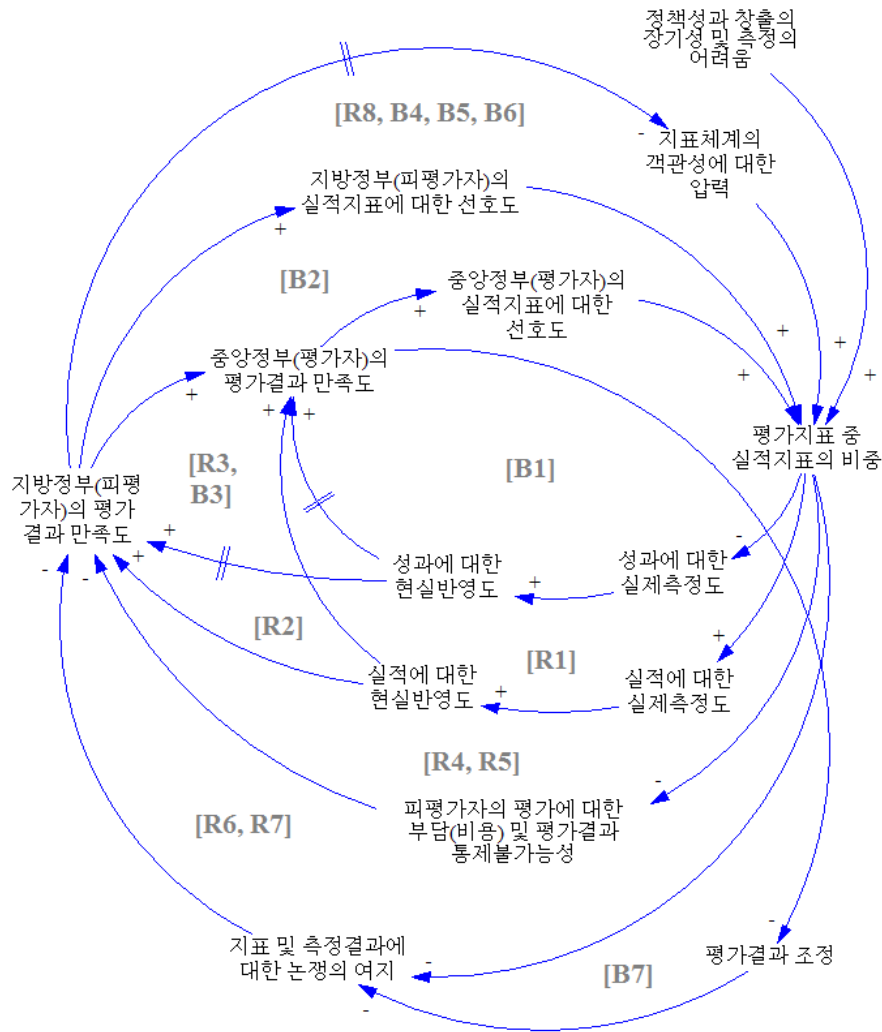 정책성과 창출의
장기성 및 측정의
어려움
[R8, B4, B5, B6]
-
지표체계의
객관성에 대한
압력
지방정부(피평가자)의
실적지표에 대한 선호도
+
[B2]
중앙정부(평가자)의
실적지표에 대한
선호도
+
중앙정부(평가자)의
평가결과 만족도
+
+
+
+
+
+
+
평가지표 중
실적지표의 비중
[R3,
B3]
[B1]
지방정부(피평
가자)의 평가
결과 만족도
+
+
-
-
성과에 대한
현실반영도
+
성과에 대한
실제측정도
-
[R2]
[R1]
+
실적에 대한
현실반영도
+
실적에 대한
실제측정도
[R4, R5]
-
피평가자의 평가에 대한
부담(비용) 및 평가결과
통제불가능성
[R6, R7]
지표 및 측정결과에
대한 논쟁의 여지
-
-
[B7]
-
평가결과 조정